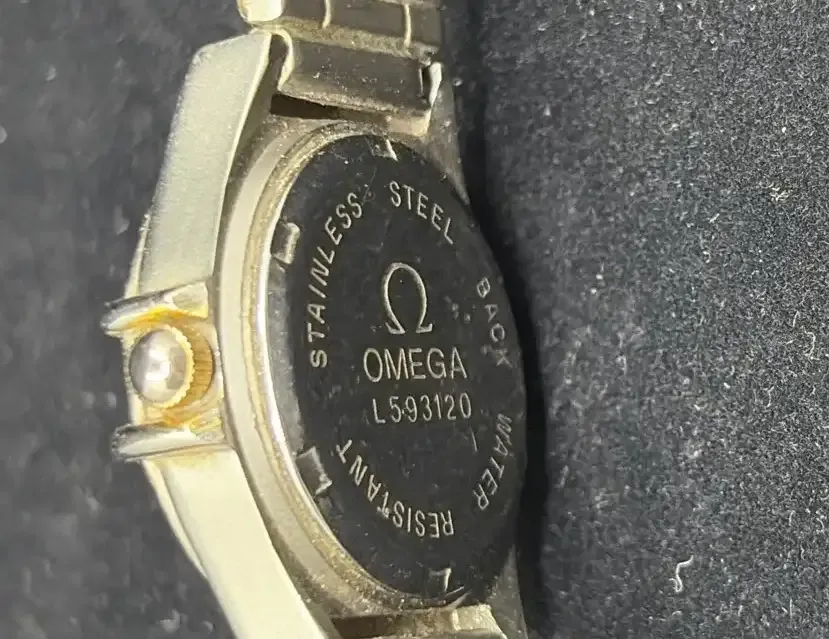 STAINLESS STEEL BACK WATER RESISTANT
Ω
OMEGA
L593120